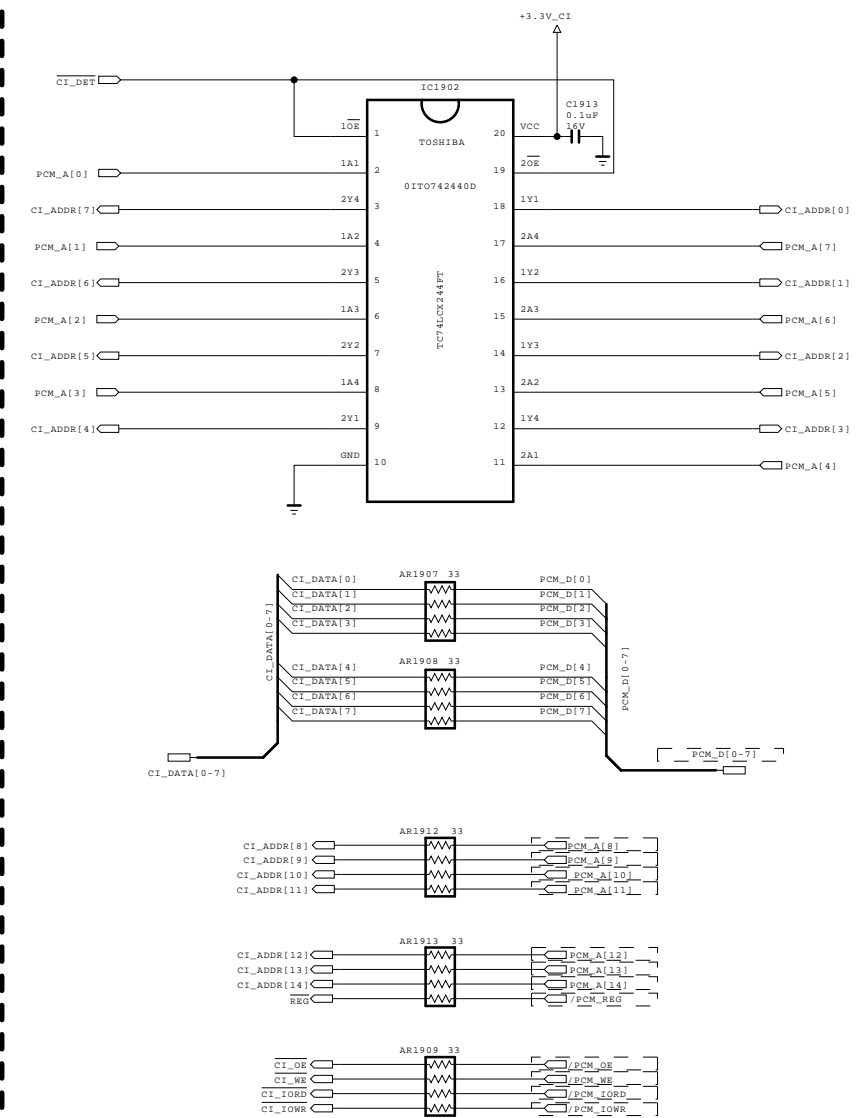 +3.3V_CI
CI_DET
IC1902
C1913
0.1uF
16V
1OE 1 20 VCC
TOSHIBA
PCM_A[0] 1A1 2 19 2OE
0ITO742440D
CI_ADDR[7] 2Y4 3 18 1Y1 CI_ADDR[0]
PCM_A[1] 1A2 4 17 2A4 PCM_A[7]
CI_ADDR[6] 2Y3 5 16 1Y2 CI_ADDR[1]
TC74LCX244FT
PCM_A[2] 1A3 6 15 2A3 PCM_A[6]
CI_ADDR[5] 2Y2 7 14 1Y3 CI_ADDR[2]
PCM_A[3] 1A4 8 13 2A2 PCM_A[5]
CI_ADDR[4] 2Y1 9 12 1Y4 CI_ADDR[3]
GND 10 11 2A1 PCM_A[4]
AR1907 33
CI_DATA[0] PCM_D[0]
CI_DATA[1] PCM_D[1]
CI_DATA[2] PCM_D[2]
CI_DATA[3] PCM_D[3]
CI_DATA[0-7]
PCM_D[0-7]
AR1908 33
CI_DATA[4] PCM_D[4]
CI_DATA[5] PCM_D[5]
CI_DATA[6] PCM_D[6]
CI_DATA[7] PCM_D[7]
PCM_D[0-7]
CI_DATA[0-7]
AR1912 33
CI_ADDR[8] PCM_A[8]
CI_ADDR[9] PCM_A[9]
CI_ADDR[10] PCM_A[10]
CI_ADDR[11] PCM_A[11]
AR1913 33
CI_ADDR[12] PCM_A[12]
CI_ADDR[13] PCM_A[13]
CI_ADDR[14] PCM_A[14]
REG /PCM_REG
AR1909 33
CI_OE /PCM_OE
CI_WE /PCM_WE
CI_IORD /PCM_IORD
CI_IOWR /PCM_IOWR